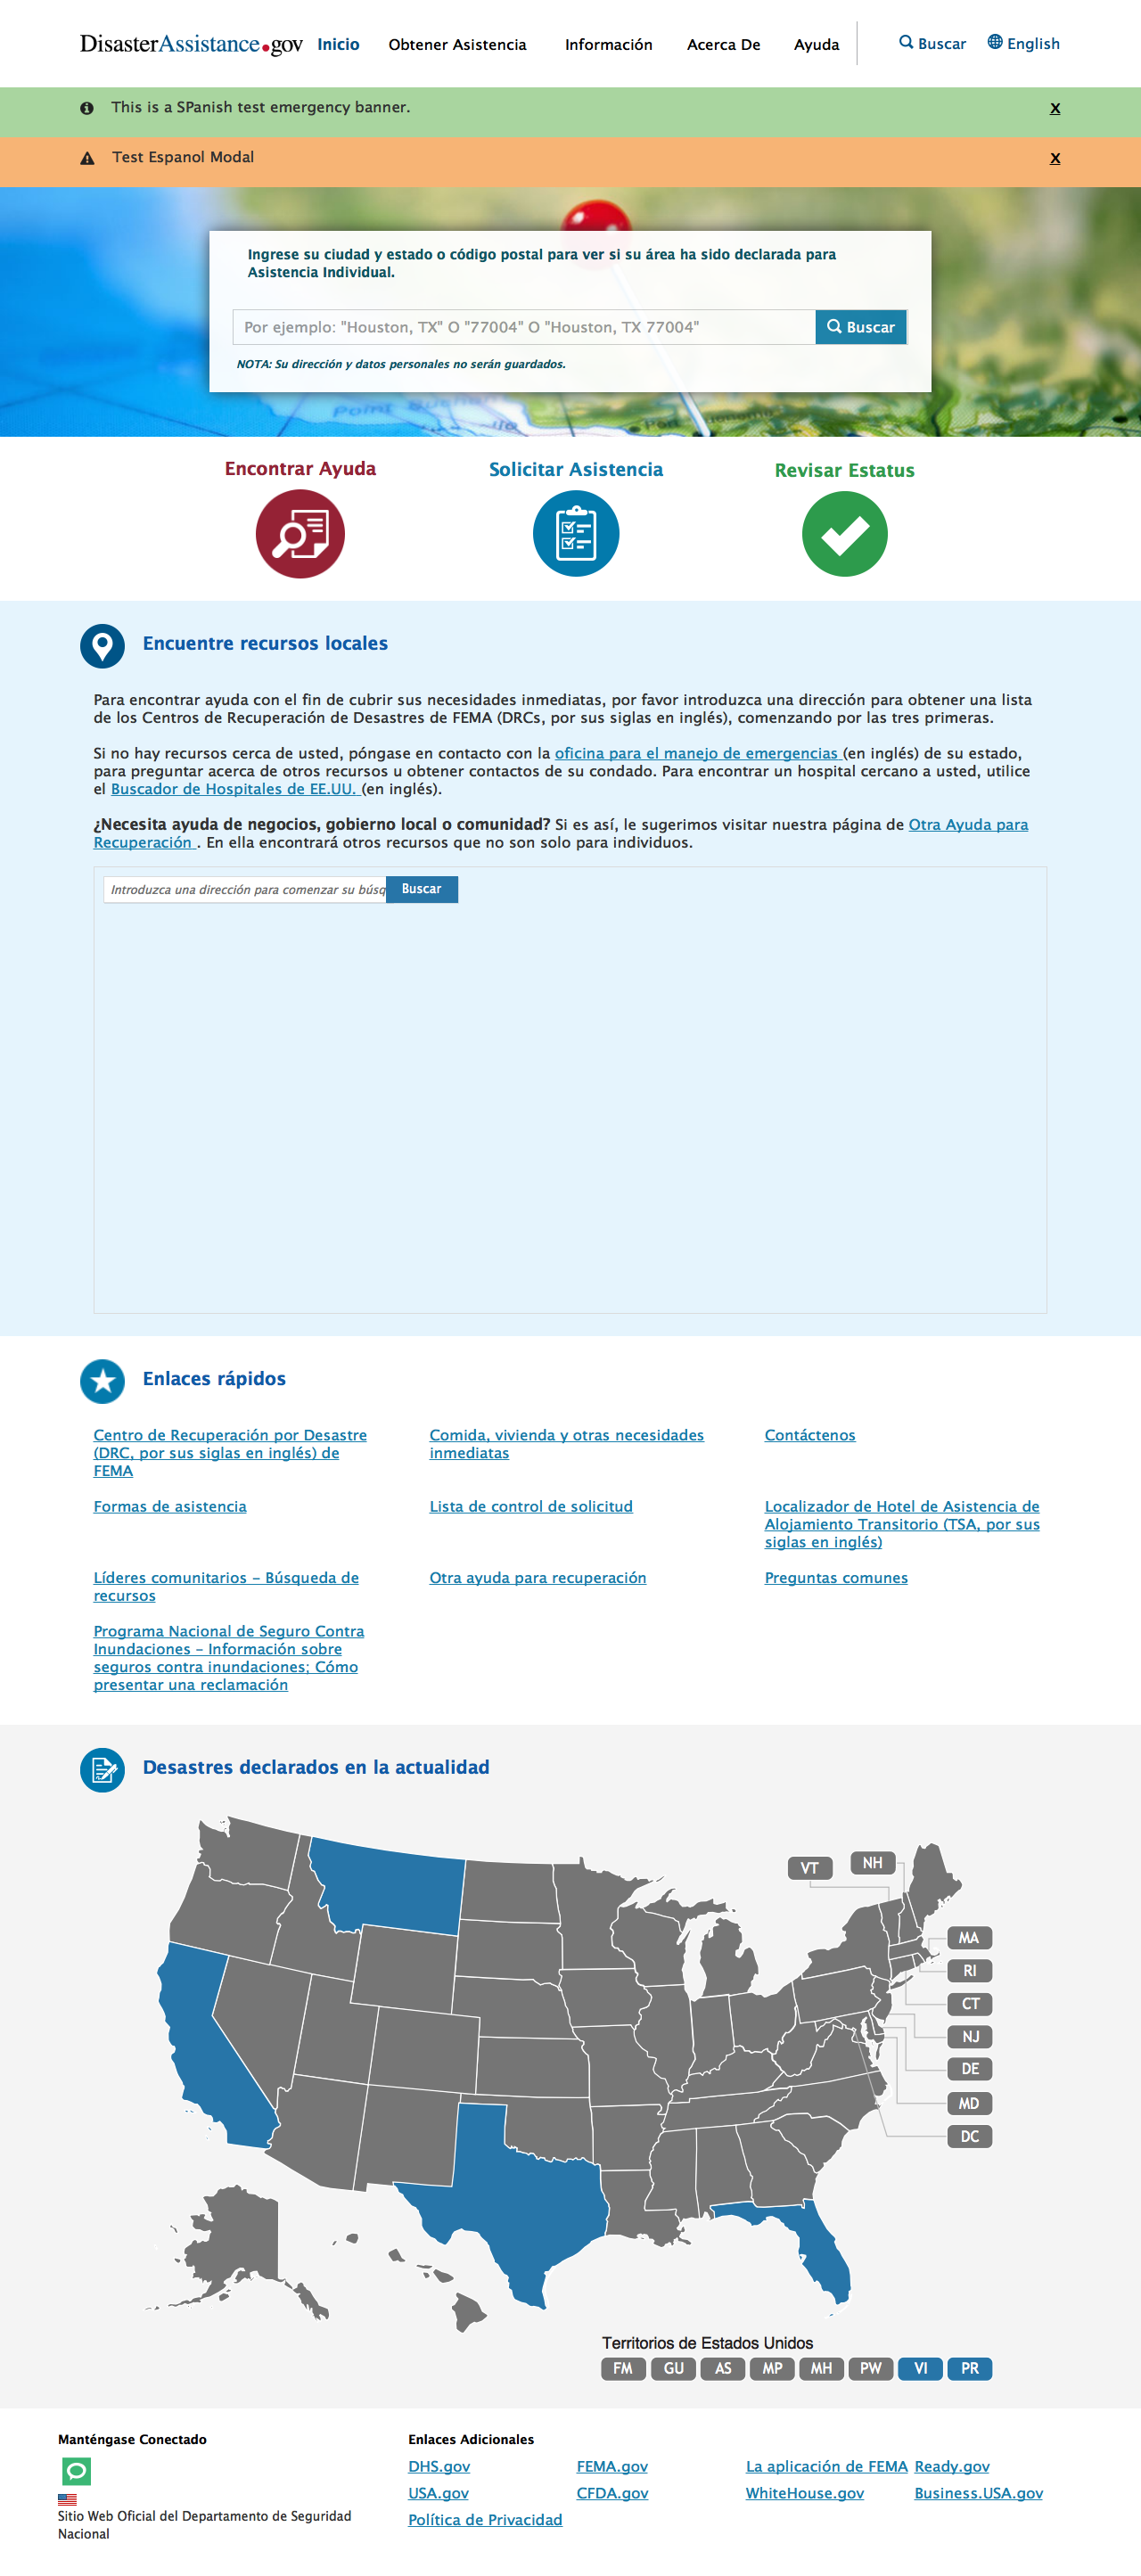 DisasterAssistance.gov Inicio Obtener Asistencia Información Acerca De Ayuda Buscar English
This is a SPanish test emergency banner. X
Test Espanol Modal X
Ingrese su ciudad y estado o código postal para ver si su área ha sido declarada para
Asistencia Individual.
Por ejemplo: "Houston, TX" O "77004" O "Houston, TX 77004" Buscar
NOTA: Su dirección y datos personales no serán guardados.
Encontrar Ayuda Solicitar Asistencia Revisar Estatus
Encuentre recursos locales
Para encontrar ayuda con el fin de cubrir sus necesidades inmediatas, por favor introduzca una dirección para obtener una lista
de los Centros de Recuperación de Desastres de FEMA (DRCs, por sus siglas en inglés), comenzando por las tres primeras.
Si no hay recursos cerca de usted, póngase en contacto con la oficina para el manejo de emergencias (en inglés) de su estado,
para preguntar acerca de otros recursos u obtener contactos de su condado. Para encontrar un hospital cercano a usted, utilice
el Buscador de Hospitales de EE.UU. (en inglés).
¿Necesita ayuda de negocios, gobierno local o comunidad? Si es así, le sugerimos visitar nuestra página de Otra Ayuda para
Recuperación . En ella encontrará otros recursos que no son solo para individuos.
Introduzca una dirección para comenzar su búsq Buscar
Enlaces rápidos
Centro de Recuperación por Desastre
(DRC, por sus siglas en inglés) de
FEMA
Comida, vivienda y otras necesidades
inmediatas
Contáctenos
Formas de asistencia
Lista de control de solicitud
Localizador de Hotel de Asistencia de
Alojamiento Transitorio (TSA, por sus
siglas en inglés)
Líderes comunitarios – Búsqueda de
recursos
Otra ayuda para recuperación
Preguntas comunes
Programa Nacional de Seguro Contra
Inundaciones – Información sobre
seguros contra inundaciones; Cómo
presentar una reclamación
Desastres declarados en la actualidad
VT
NH
MA
RI
CT
NJ
DE
MD
DC
Territorios de Estados Unidos
FM GU AS MP MH PW VI PR
Manténgase Conectado
Sitio Web Oficial del Departamento de Seguridad
Nacional
Enlaces Adicionales
DHS.gov FEMA.gov La aplicación de FEMA Ready.gov
USA.gov CFDA.gov WhiteHouse.gov Business.USA.gov
Política de Privacidad